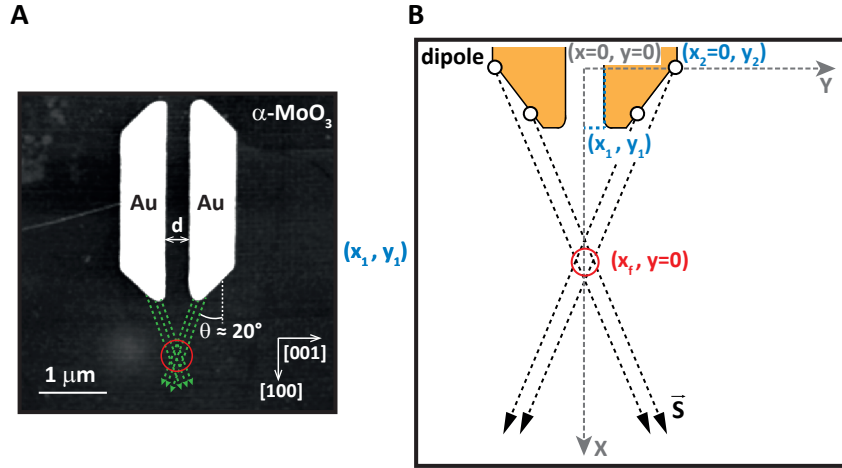 A
α-MoO₃
Au Au
d
θ ≈ 20°
1 μm
[001]
[100]
(x₁, y₁)
B
dipole
(x=0, y=0)
(x₂=0, y₂)
Y
(x₁, y₁)
(x_f, y=0)
S⃗
X